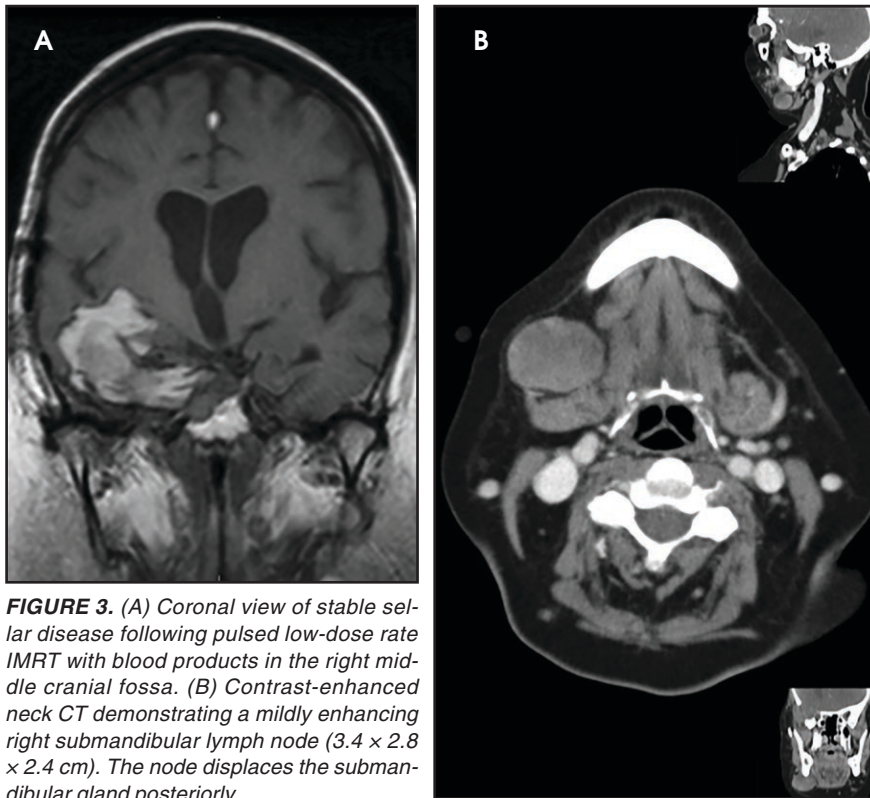 A
B
FIGURE 3. (A) Coronal view of stable sel-
lar disease following pulsed low-dose rate
IMRT with blood products in the right mid-
dle cranial fossa. (B) Contrast-enhanced
neck CT demonstrating a mildly enhancing
right submandibular lymph node (3.4 × 2.8
× 2.4 cm). The node displaces the subman-
dibular gland posteriorly.